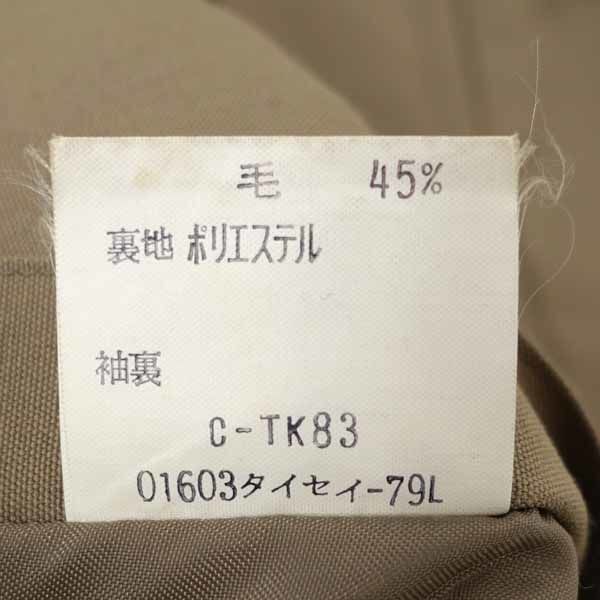 毛 45%
裏地 ポリエステル
袖裏
C-TK83
01603タイセイ-79L